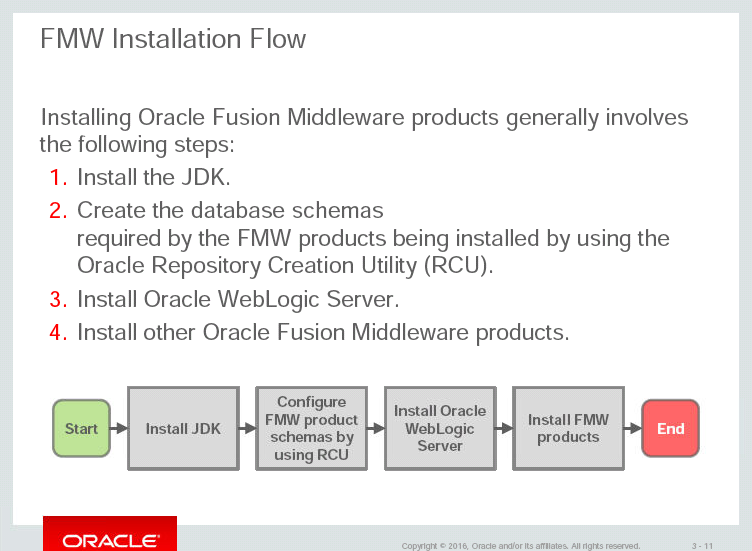 FMW Installation Flow
Installing Oracle Fusion Middleware products generally involves
the following steps:
1. Install the JDK.
2. Create the database schemas
required by the FMW products being installed by using the
Oracle Repository Creation Utility (RCU).
3. Install Oracle WebLogic Server.
4. Install other Oracle Fusion Middleware products.
Start
Install JDK
Configure
FMW product
schemas by
using RCU
Install Oracle
WebLogic
Server
Install FMW
products
End
ORACLE
Copyright © 2016, Oracle and/or its affiliates. All rights reserved.
3 - 11